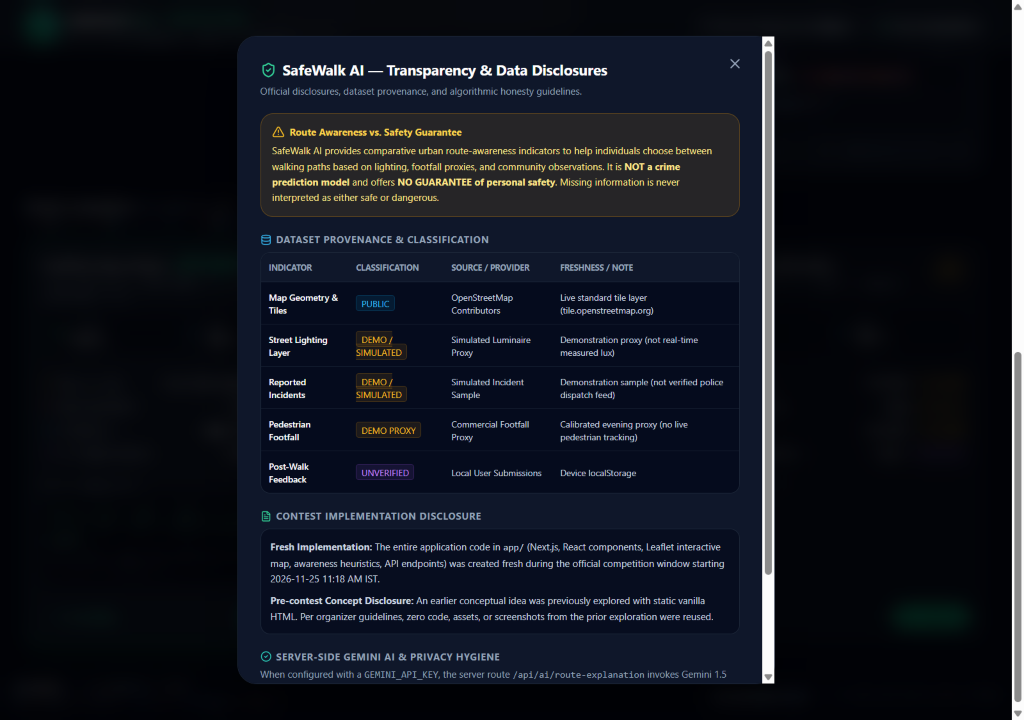 SafeWalk AI — Transparency & Data Disclosures
Official disclosures, dataset provenance, and algorithmic honesty guidelines.
Route Awareness vs. Safety Guarantee
SafeWalk AI provides comparative urban route-awareness indicators to help individuals choose between
walking paths based on lighting, footfall proxies, and community observations. It is NOT a crime
prediction model and offers NO GUARANTEE of personal safety. Missing information is never
interpreted as either safe or dangerous.
DATASET PROVENANCE & CLASSIFICATION
INDICATOR CLASSIFICATION SOURCE / PROVIDER FRESHNESS / NOTE
Map Geometry & Tiles PUBLIC OpenStreetMap Contributors Live standard tile layer (tile.openstreetmap.org)
Street Lighting Layer DEMO / SIMULATED Simulated Luminaire Proxy Demonstration proxy (not real-time measured lux)
Reported Incidents DEMO / SIMULATED Simulated Incident Sample Demonstration sample (not verified police dispatch feed)
Pedestrian Footfall DEMO PROXY Commercial Footfall Proxy Calibrated evening proxy (no live pedestrian tracking)
Post-Walk Feedback UNVERIFIED Local User Submissions Device localStorage
CONTEST IMPLEMENTATION DISCLOSURE
Fresh Implementation: The entire application code in app/ (Next.js, React components, Leaflet interactive
map, awareness heuristics, API endpoints) was created fresh during the official competition window starting
2026-11-25 11:18 AM IST.
Pre-contest Concept Disclosure: An earlier conceptual idea was previously explored with static vanilla
HTML. Per organizer guidelines, zero code, assets, or screenshots from the prior exploration were reused.
SERVER-SIDE GEMINI AI & PRIVACY HYGIENE
When configured with a GEMINI_API_KEY, the server route /api/ai/route-explanation invokes Gemini 1.5